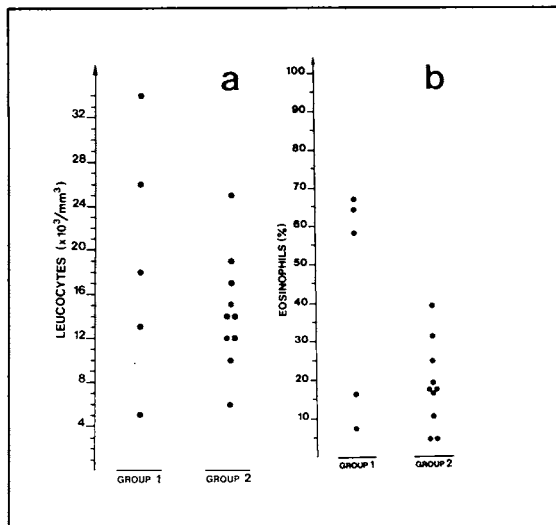 a
LEUCOCYTES (x10³/mm³)
32
28
24
20
16
12
8
4
GROUP 1
GROUP 2
b
EOSINOPHILS (%)
100
90
80
70
60
50
40
30
20
10
GROUP 1
GROUP 2